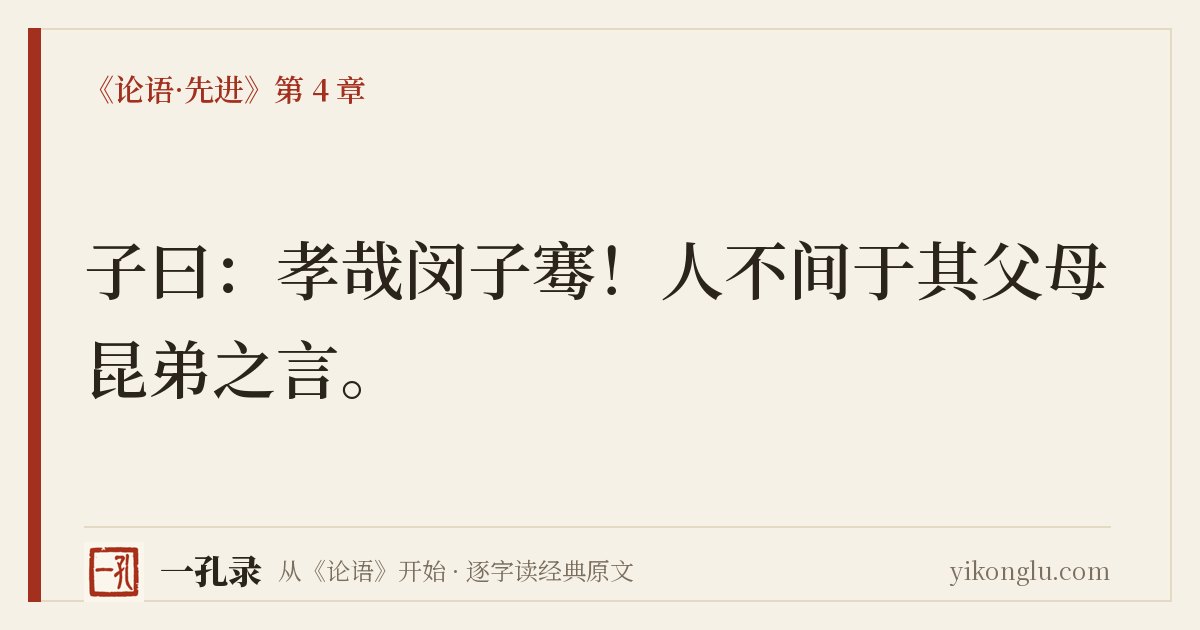 《论语·先进》第 4 章
子曰：孝哉闵子骞！人不间于其父母
昆弟之言。
一孔
一孔录 从《论语》开始 · 逐字读经典原文 yikonglu.com